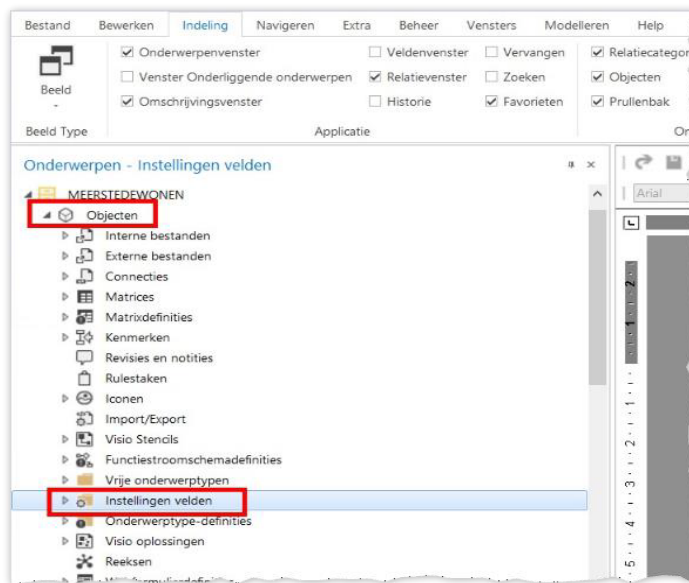 Bestand Bewerken Indeling Navigeren Extra Beheer Vensters Modelleren Help
Onderwerpenvenster Veldenvenster Vervangen Relatiecategor
Venster Onderliggende onderwerpen Relatievenster Zoeken Objecten
Beeld
Omschrijvingsvenster Historie Favorieten Prullenbak
Beeld Type Applicatie On
Onderwerpen - Instellingen velden
MEERSTEDEWONEN
Arial
Objecten
Interne bestanden
Externe bestanden
Connecties
Matrices
Matrixdefinities
Kenmerken
Revisies en notities
Rulestaken
Iconen
Import/Export
Visio Stencils
Functiestroomschemadefinities
Vrije onderwerptypen
Instellingen velden
Onderwerptype-definities
Visio oplossingen
Reeksen